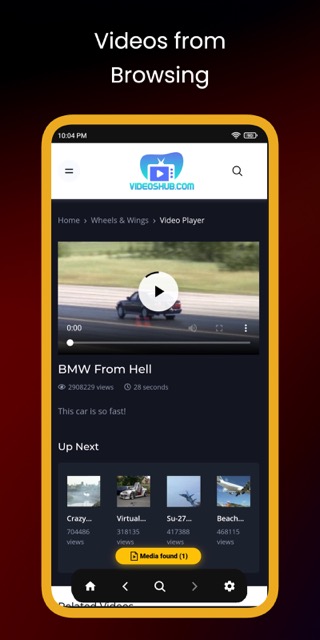 Videos from
Browsing
10:04 PM
VIDEOSHUB.COM
Home > Wheels & Wings > Video Player
0:00
BMW From Hell
2908229 views 28 seconds
This car is so fast!
Up Next
Crazy... Virtual... Su-27... Beach...
704486 318135 417388 468115
views views views views
Media found (1)
Related Videos